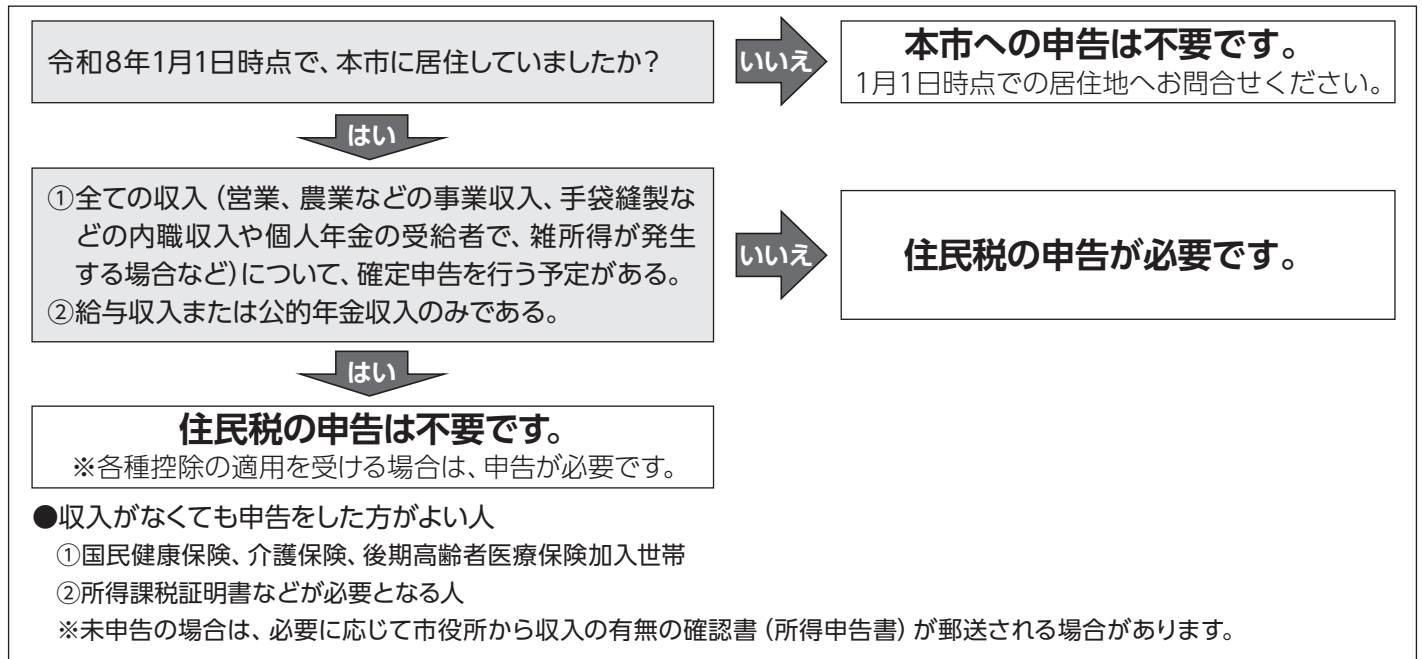 令和8年1月1日時点で、本市に居住していましたか?
いいえ
本市への申告は不要です。
1月1日時点での居住地へお問合せください。
はい
①全ての収入（営業、農業などの事業収入、手袋縫製な
どの内職収入や個人年金の受給者で、雑所得が発生
する場合など)について、確定申告を行う予定がある。
②給与収入または公的年金収入のみである。
いいえ
住民税の申告が必要です。
はい
住民税の申告は不要です。
※各種控除の適用を受ける場合は、申告が必要です。
●収入がなくても申告をした方がよい人
①国民健康保険、介護保険、後期高齢者医療保険加入世帯
②所得課税証明書などが必要となる人
※未申告の場合は、必要に応じて市役所から収入の有無の確認書（所得申告書）が郵送される場合があります。